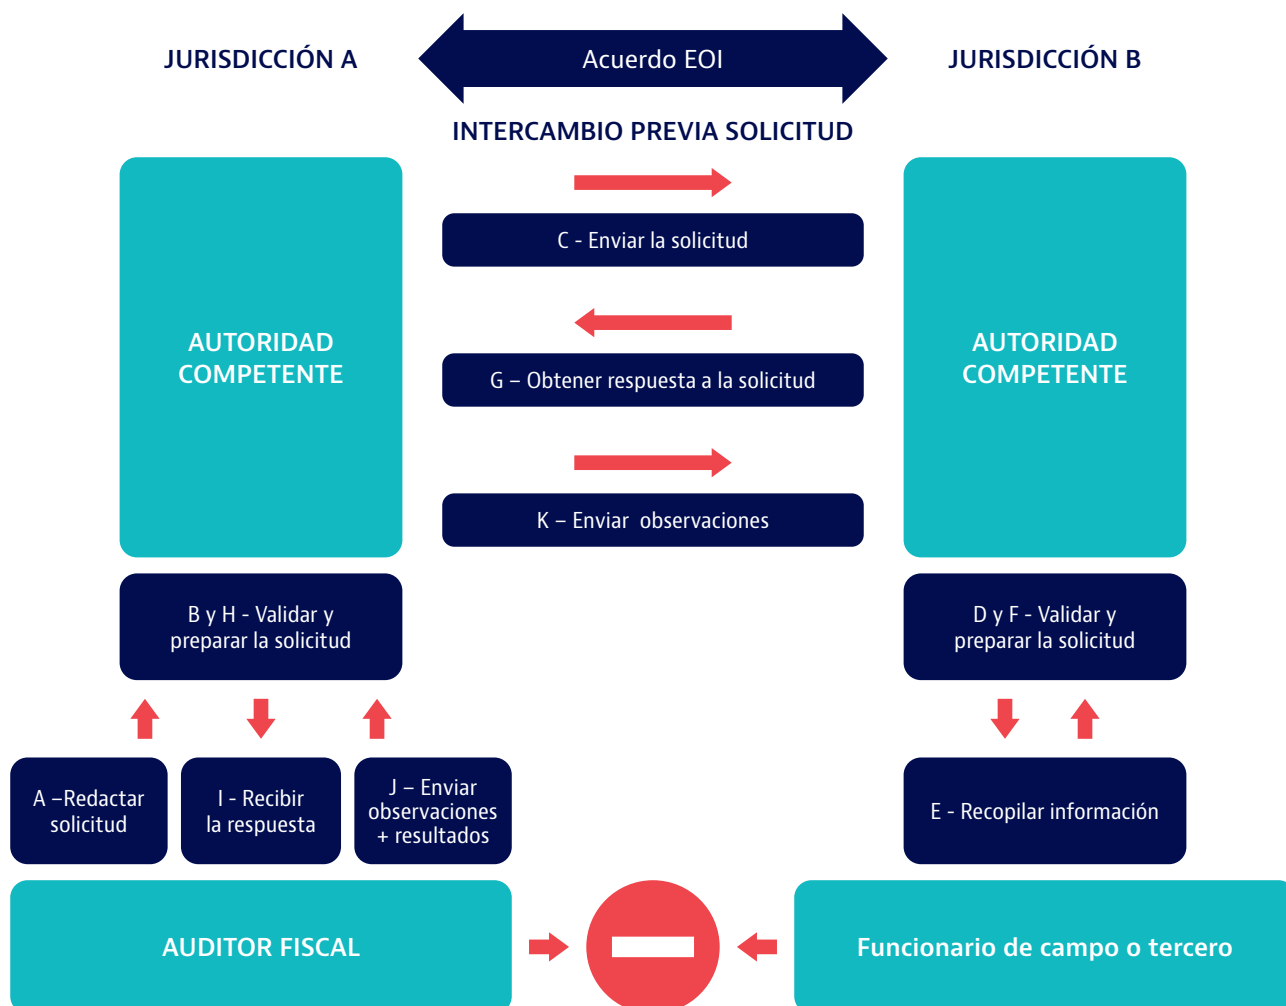 JURISDICCIÓN A
Acuerdo EOI
JURISDICCIÓN B
INTERCAMBIO PREVIA SOLICITUD
C - Enviar la solicitud
G – Obtener respuesta a la solicitud
K – Enviar observaciones
AUTORIDAD
COMPETENTE
AUTORIDAD
COMPETENTE
B y H - Validar y
preparar la solicitud
D y F - Validar y
preparar la solicitud
A –Redactar
solicitud
I - Recibir
la respuesta
J – Enviar
observaciones
+ resultados
E - Recopilar información
AUDITOR FISCAL
Funcionario de campo o tercero